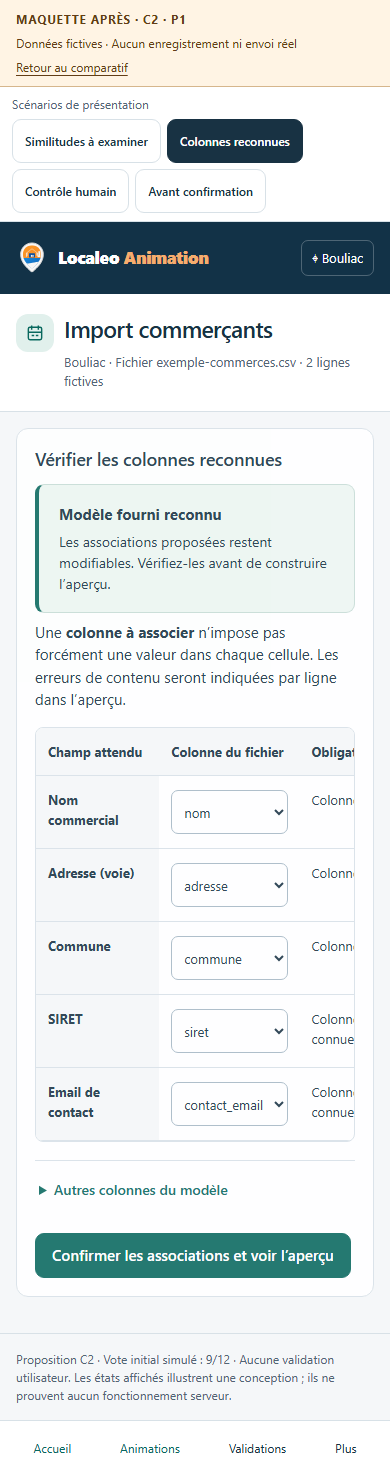 MAQUETTE APRÈS · C2 · P1
Données fictives · Aucun enregistrement ni envoi réel
Retour au comparatif
Scénarios de présentation
Similitudes à examiner
Colonnes reconnues
Contrôle humain
Avant confirmation
Localeo Animation
Bouliac
Import commerçants
Bouliac · Fichier exemple-commerces.csv · 2 lignes
fictives
Vérifier les colonnes reconnues
Modèle fourni reconnu
Les associations proposées restent
modifiables. Vérifiez-les avant de construire
l’aperçu.
Une colonne à associer n’impose pas
forcément une valeur dans chaque cellule. Les
erreurs de contenu seront indiquées par ligne
dans l’aperçu.
Champ attendu Colonne du fichier
Nom
commercial
nom
Adresse (voie)
adresse
Commune
commune
SIRET
siret
connue
Email de
contact
contact_email
connue
Autres colonnes du modèle
Confirmer les associations et voir l’aperçu
Proposition C2 · Vote initial simulé : 9/12 · Aucune validation
utilisateur. Les états affichés illustrent une conception ; ils ne
prouvent aucun fonctionnement serveur.
Accueil Animations Validations Plus